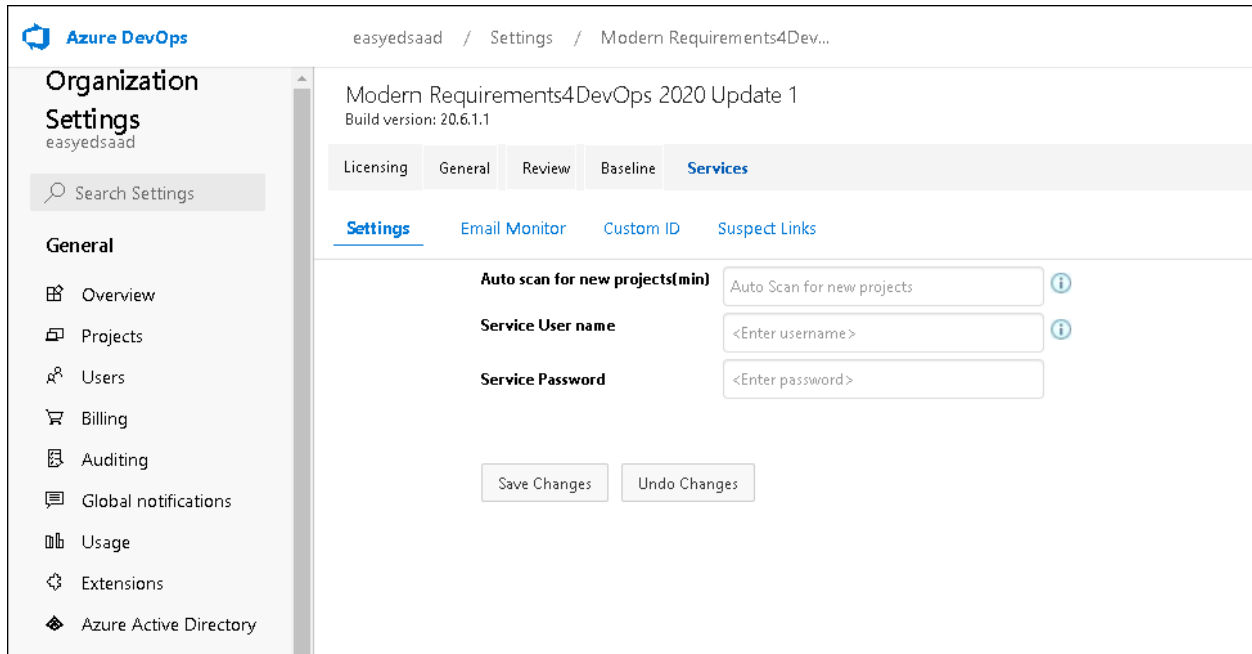 Azure DevOps
easyedsaad / Settings / Modern Requirements4Dev...
Organization
Settings
easyedsaad
Search Settings
General
Overview
Projects
Users
Billing
Auditing
Global notifications
Usage
Extensions
Azure Active Directory
Modern Requirements4DevOps 2020 Update 1
Build version: 20.6.1.1
Licensing General Review Baseline Services
Settings Email Monitor Custom ID Suspect Links
Auto scan for new projects(min) Auto Scan for new projects
Service User name <Enter username>
Service Password <Enter password>
Save Changes Undo Changes